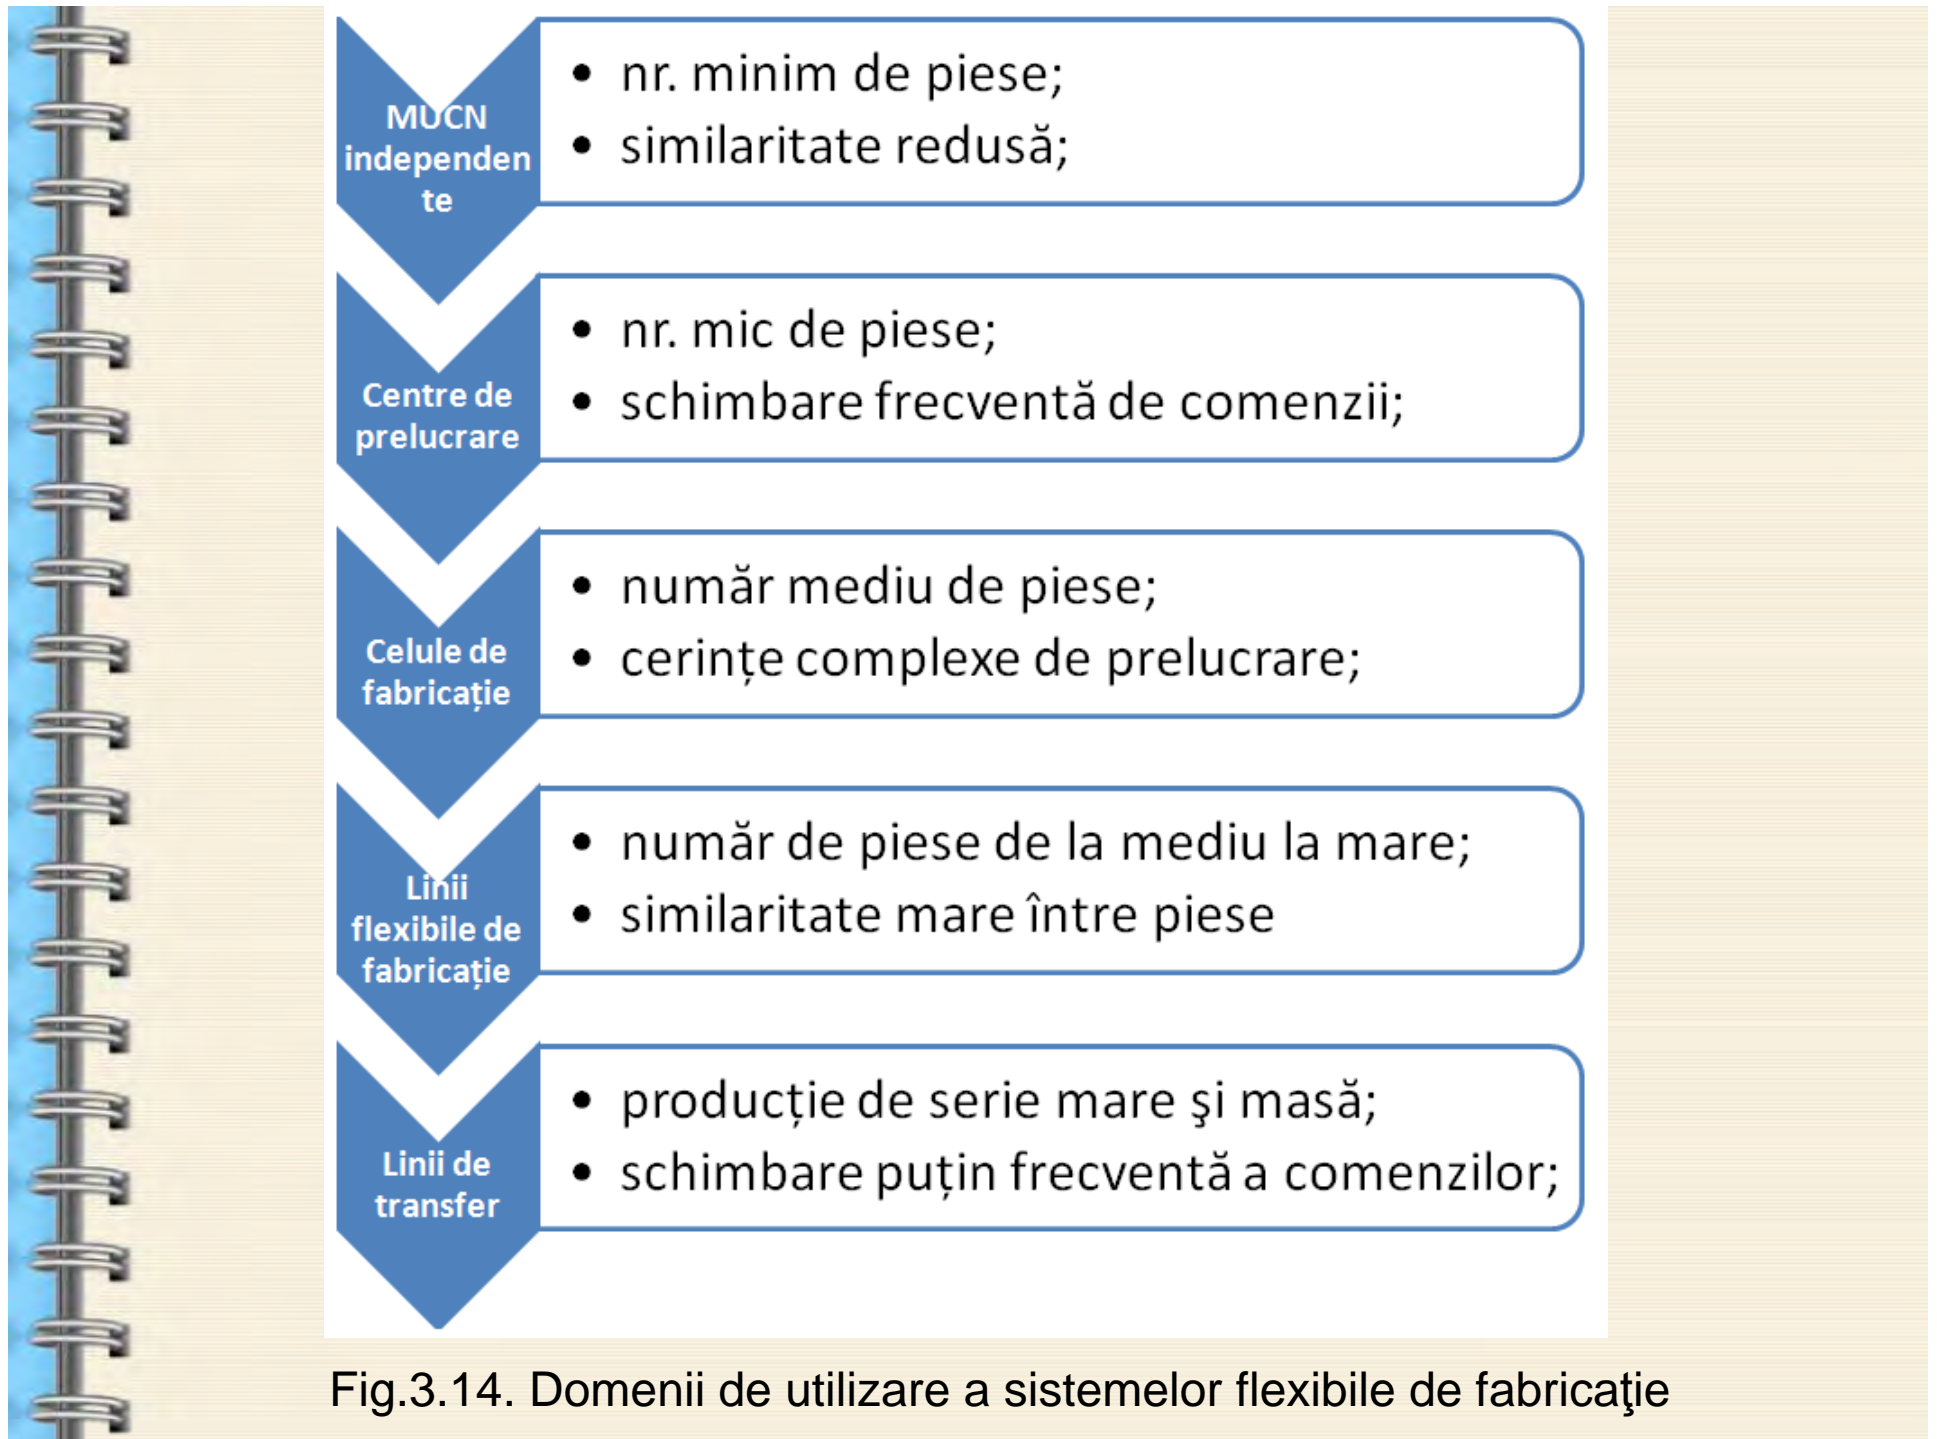 MUCN
independen
te
• nr. minim de piese;
• similaritate redusă;
Centre de
prelucrare
• nr. mic de piese;
• schimbare frecventă de comenzii;
Celule de
fabricație
• număr mediu de piese;
• cerințe complexe de prelucrare;
Linii
flexibile de
fabricație
• număr de piese de la mediu la mare;
• similaritate mare între piese
Linii de
transfer
• producție de serie mare şi masă;
• schimbare puțin frecventă a comenzilor;
Fig.3.14. Domenii de utilizare a sistemelor flexibile de fabricaţie